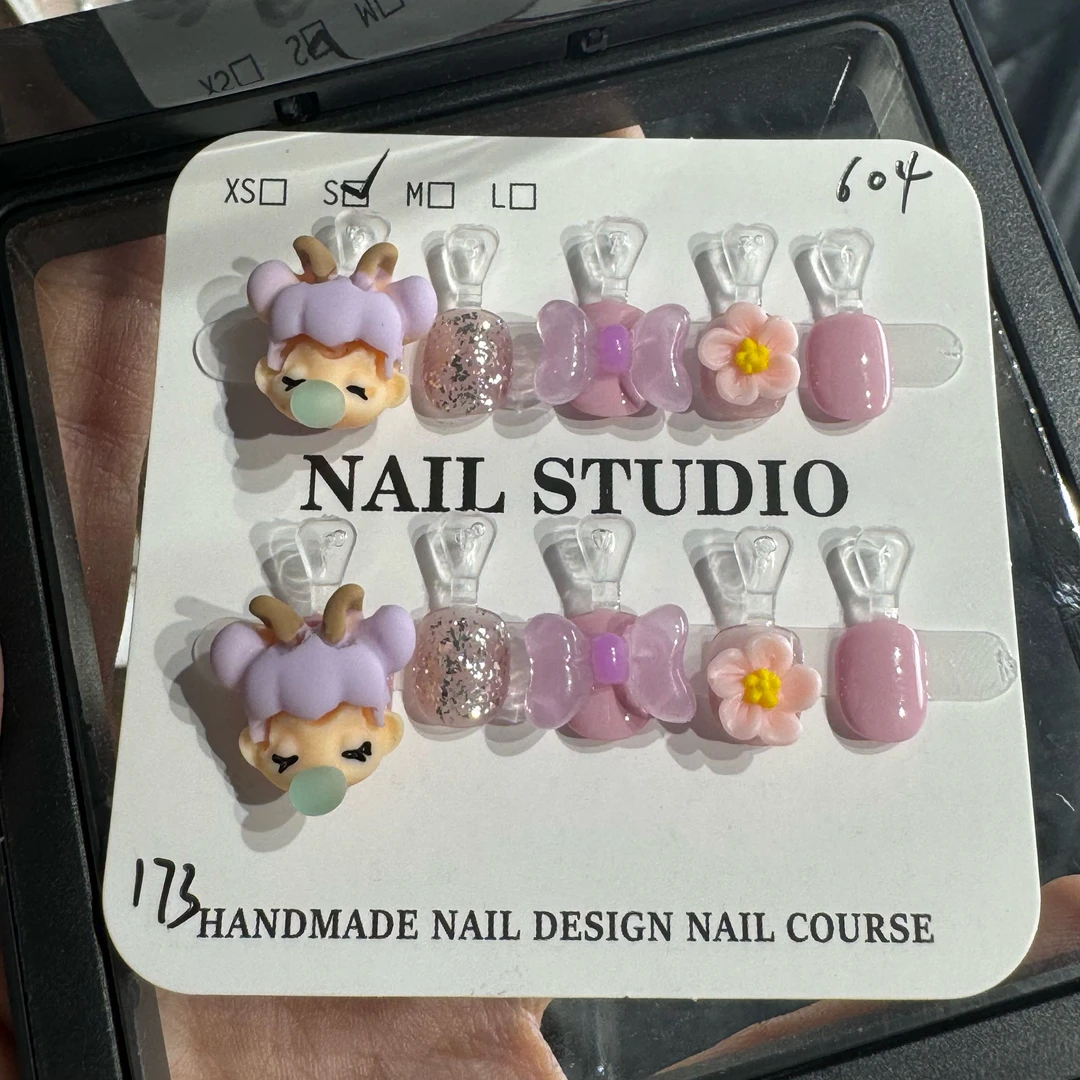 XS□ S☑ M□ L□ 604
NAIL STUDIO
173
HANDMADE NAIL DESIGN NAIL COURSE